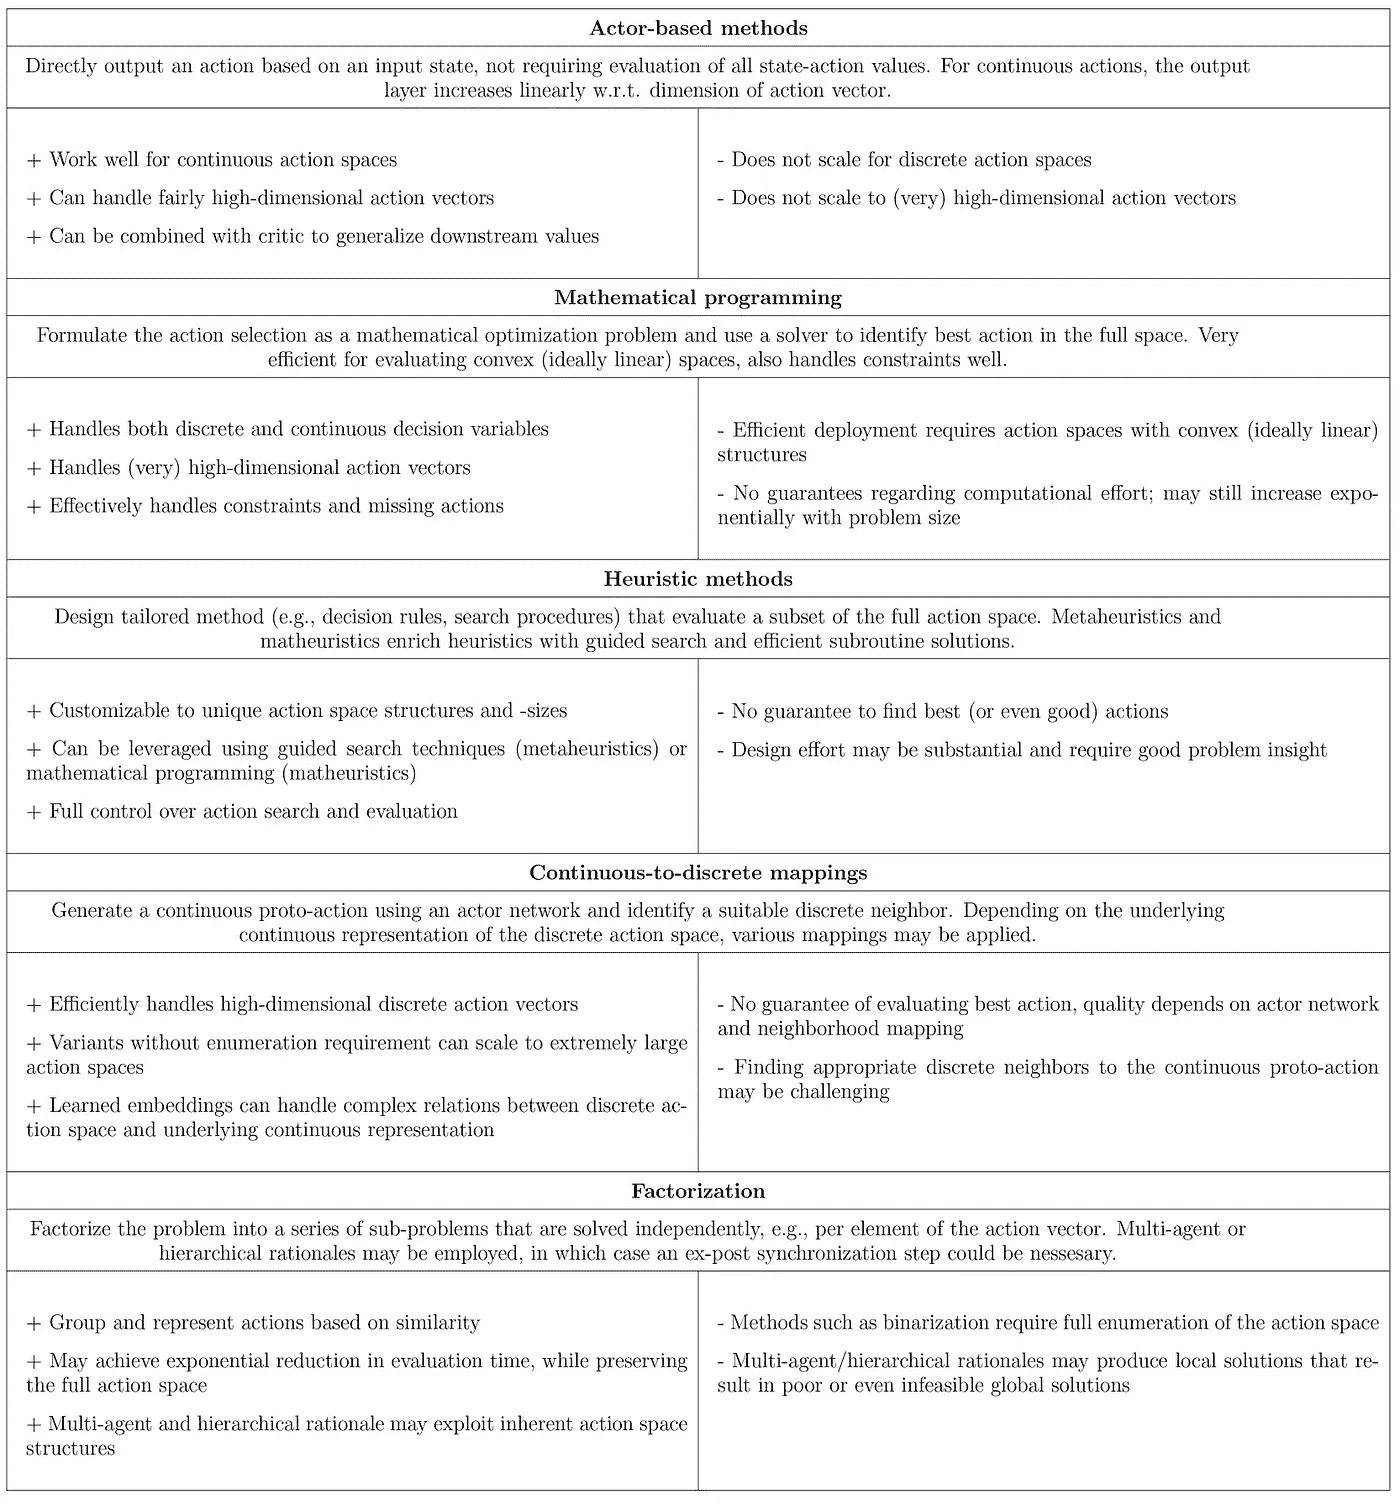 Actor-based methods
Directly output an action based on an input state, not requiring evaluation of all state-action values. For continuous actions, the output
layer increases linearly w.r.t. dimension of action vector.
+ Work well for continuous action spaces
+ Can handle fairly high-dimensional action vectors
+ Can be combined with critic to generalize downstream values
- Does not scale for discrete action spaces
- Does not scale to (very) high-dimensional action vectors
Mathematical programming
Formulate the action selection as a mathematical optimization problem and use a solver to identify best action in the full space. Very
efficient for evaluating convex (ideally linear) spaces, also handles constraints well.
+ Handles both discrete and continuous decision variables
+ Handles (very) high-dimensional action vectors
+ Effectively handles constraints and missing actions
- Efficient deployment requires action spaces with convex (ideally linear)
structures
- No guarantees regarding computational effort; may still increase expo-
nentially with problem size
Heuristic methods
Design tailored method (e.g., decision rules, search procedures) that evaluate a subset of the full action space. Metaheuristics and
matheuristics enrich heuristics with guided search and efficient subroutine solutions.
+ Customizable to unique action space structures and -sizes
+ Can be leveraged using guided search techniques (metaheuristics) or
mathematical programming (matheuristics)
+ Full control over action search and evaluation
- No guarantee to find best (or even good) actions
- Design effort may be substantial and require good problem insight
Continuous-to-discrete mappings
Generate a continuous proto-action using an actor network and identify a suitable discrete neighbor. Depending on the underlying
continuous representation of the discrete action space, various mappings may be applied.
+ Efficiently handles high-dimensional discrete action vectors
+ Variants without enumeration requirement can scale to extremely large
action spaces
+ Learned embeddings can handle complex relations between discrete ac-
tion space and underlying continuous representation
- No guarantee of evaluating best action, quality depends on actor network
and neighborhood mapping
- Finding appropriate discrete neighbors to the continuous proto-action
may be challenging
Factorization
Factorize the problem into a series of sub-problems that are solved independently, e.g., per element of the action vector. Multi-agent or
hierarchical rationales may be employed, in which case an ex-post synchronization step could be nessesary.
+ Group and represent actions based on similarity
+ May achieve exponential reduction in evaluation time, while preserving
the full action space
+ Multi-agent and hierarchical rationale may exploit inherent action space
structures
- Methods such as binarization require full enumeration of the action space
- Multi-agent/hierarchical rationales may produce local solutions that re-
sult in poor or even infeasible global solutions